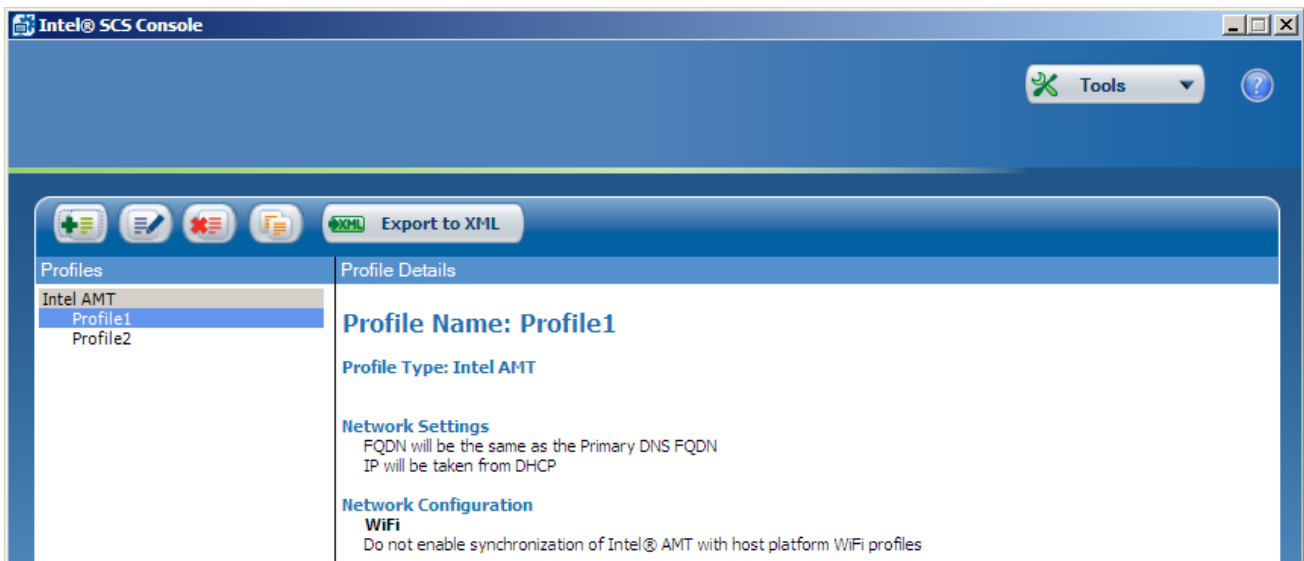 Intel® SCS Console
Tools
?
XML Export to XML
Profiles
Profile Details
Intel AMT
Profile1
Profile2
Profile Name: Profile1
Profile Type: Intel AMT
Network Settings
FQDN will be the same as the Primary DNS FQDN
IP will be taken from DHCP
Network Configuration
WiFi
Do not enable synchronization of Intel® AMT with host platform WiFi profiles